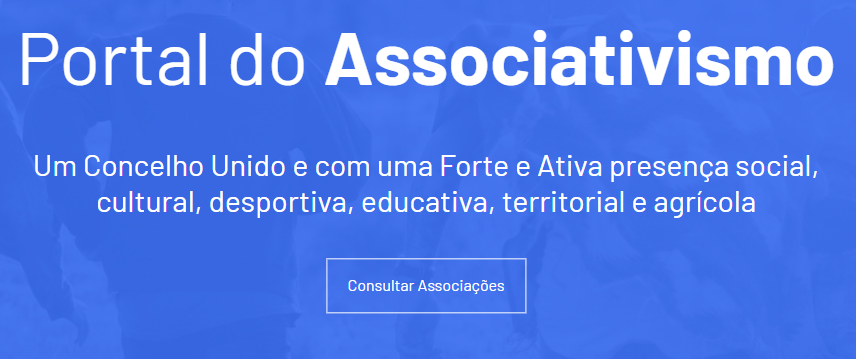 Portal do Associativismo
Um Concelho Unido e com uma Forte e Ativa presença social,
cultural, desportiva, educativa, territorial e agrícola
Consultar Associações